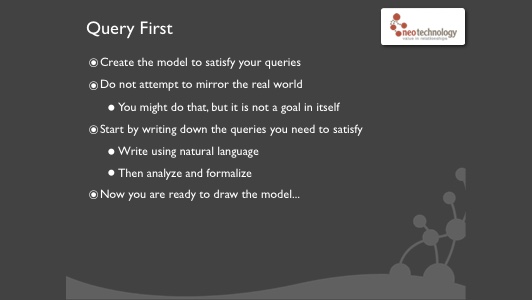 Query First
neotechnology
value in relationships
Create the model to satisfy your queries
Do not attempt to mirror the real world
You might do that, but it is not a goal in itself
Start by writing down the queries you need to satisfy
Write using natural language
Then analyze and formalize
Now you are ready to draw the model...